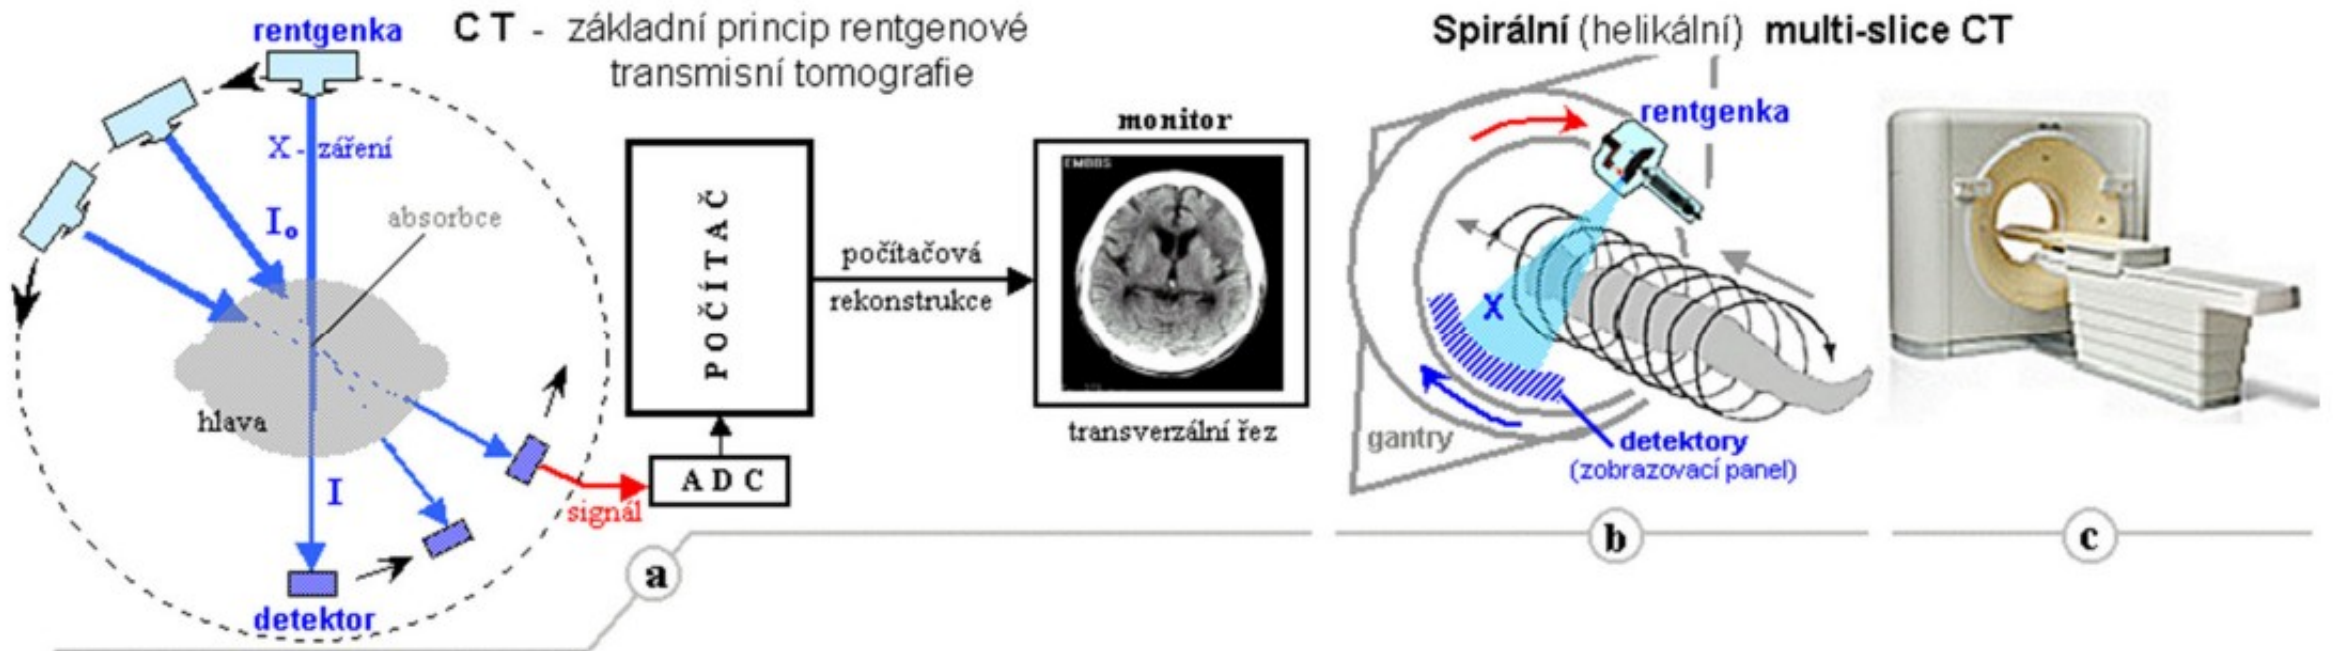 CT - základní princip rentgenové
transmisní tomografie
rentgenka
X - záření
I₀
absorbce
hlava
I
detektor
signál
ADC
POČÍTAČ
počítačová
rekonstrukce
monitor
transverzální řez
a
Spirální (helikální) multi-slice CT
rentgenka
X
gantry
detektory
(zobrazovací panel)
b
c